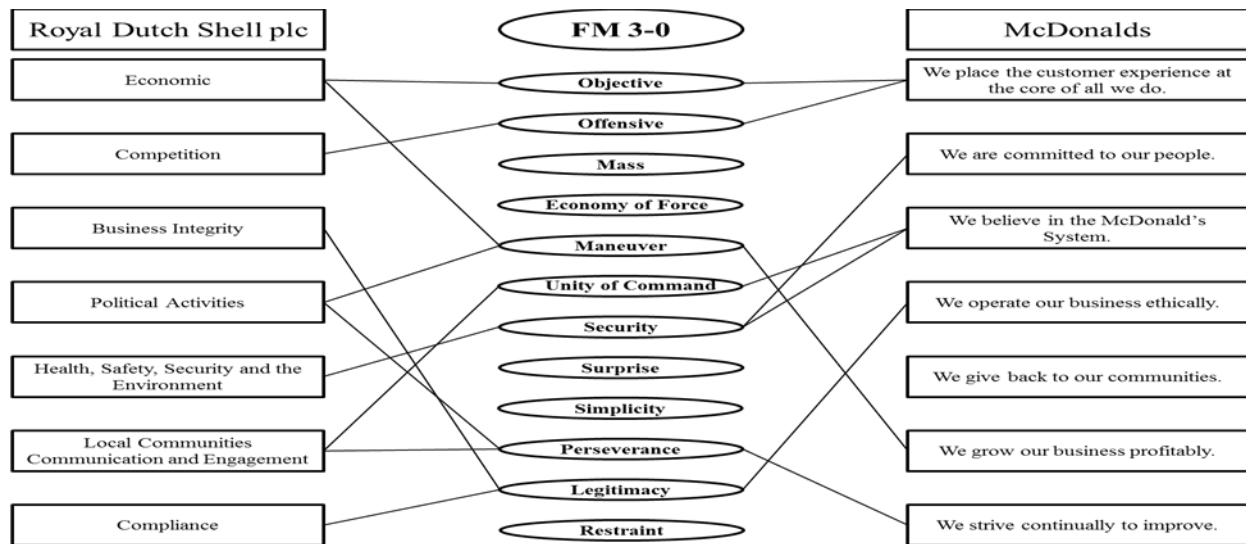 Royal Dutch Shell plc
Economic
Competition
Business Integrity
Political Activities
Health, Safety, Security and the
Environment
Local Communities
Communication and Engagement
Compliance
FM 3-0
Objective
Offensive
Mass
Economy of Force
Maneuver
Unity of Command
Security
Surprise
Simplicity
Perseverance
Legitimacy
Restraint
McDonalds
We place the customer experience at
the core of all we do.
We are committed to our people.
We believe in the McDonald's
System.
We operate our business ethically.
We give back to our communities.
We grow our business profitably.
We strive continually to improve.